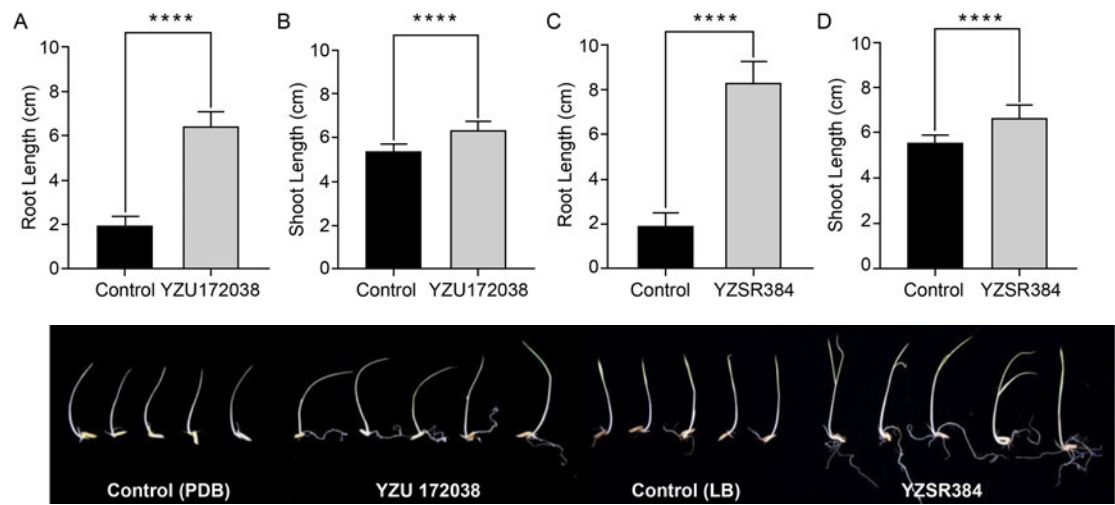 A
****
Root Length (cm)
10
8
6
4
2
0
Control YZU172038
B
****
Shoot Length (cm)
10
8
6
4
2
0
Control YZU172038
C
****
Root Length (cm)
10
8
6
4
2
0
Control YZSR384
D
****
Shoot Length (cm)
10
8
6
4
2
0
Control YZSR384
Control (PDB)
YZU 172038
Control (LB)
YZSR384